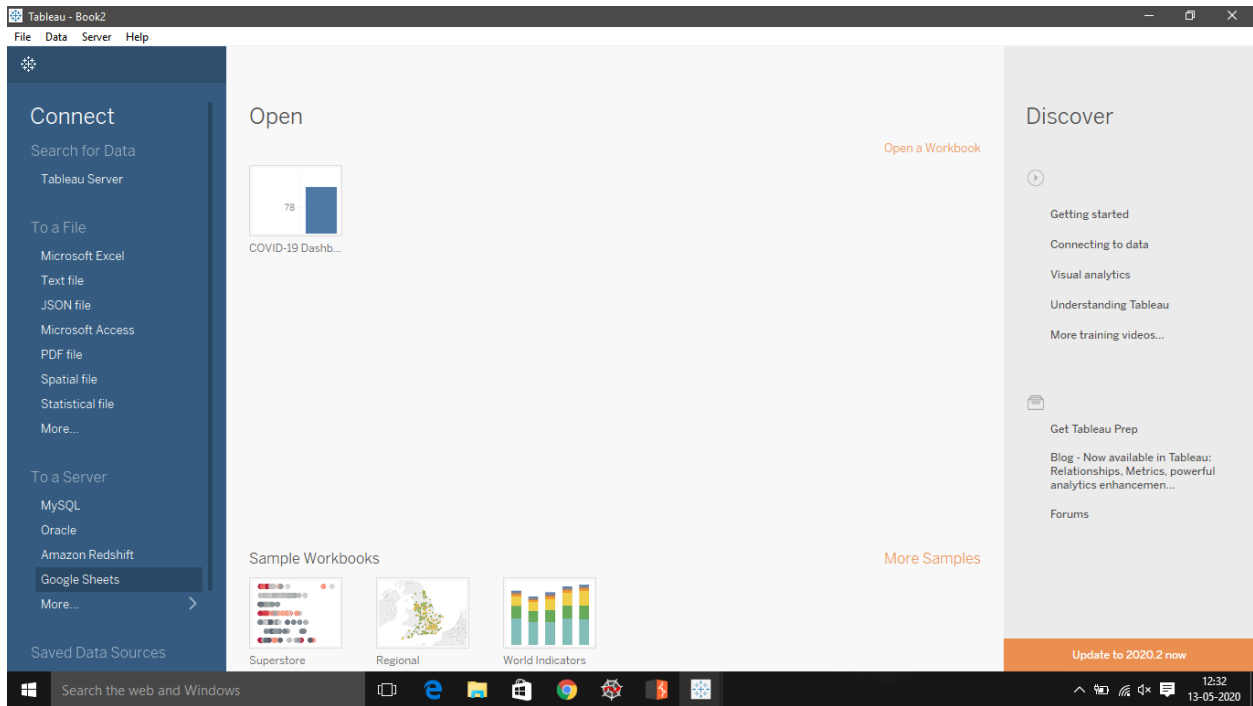 Tableau - Book2
File Data Server Help
Connect
Search for Data
Tableau Server
To a File
Microsoft Excel
Text file
JSON file
Microsoft Access
PDF file
Spatial file
Statistical file
More...
To a Server
MySQL
Oracle
Amazon Redshift
Google Sheets
More...
Saved Data Sources
Open
Open a Workbook
7B
COVID-19 Dashb...
Sample Workbooks
More Samples
Superstore
Regional
World Indicators
Discover
Getting started
Connecting to data
Visual analytics
Understanding Tableau
More training videos...
Get Tableau Prep
Blog - Now available in Tableau:
Relationships, Metrics, powerful
analytics enhancemen...
Forums
Update to 2020.2 now
Search the web and Windows
12:32
13-05-2020